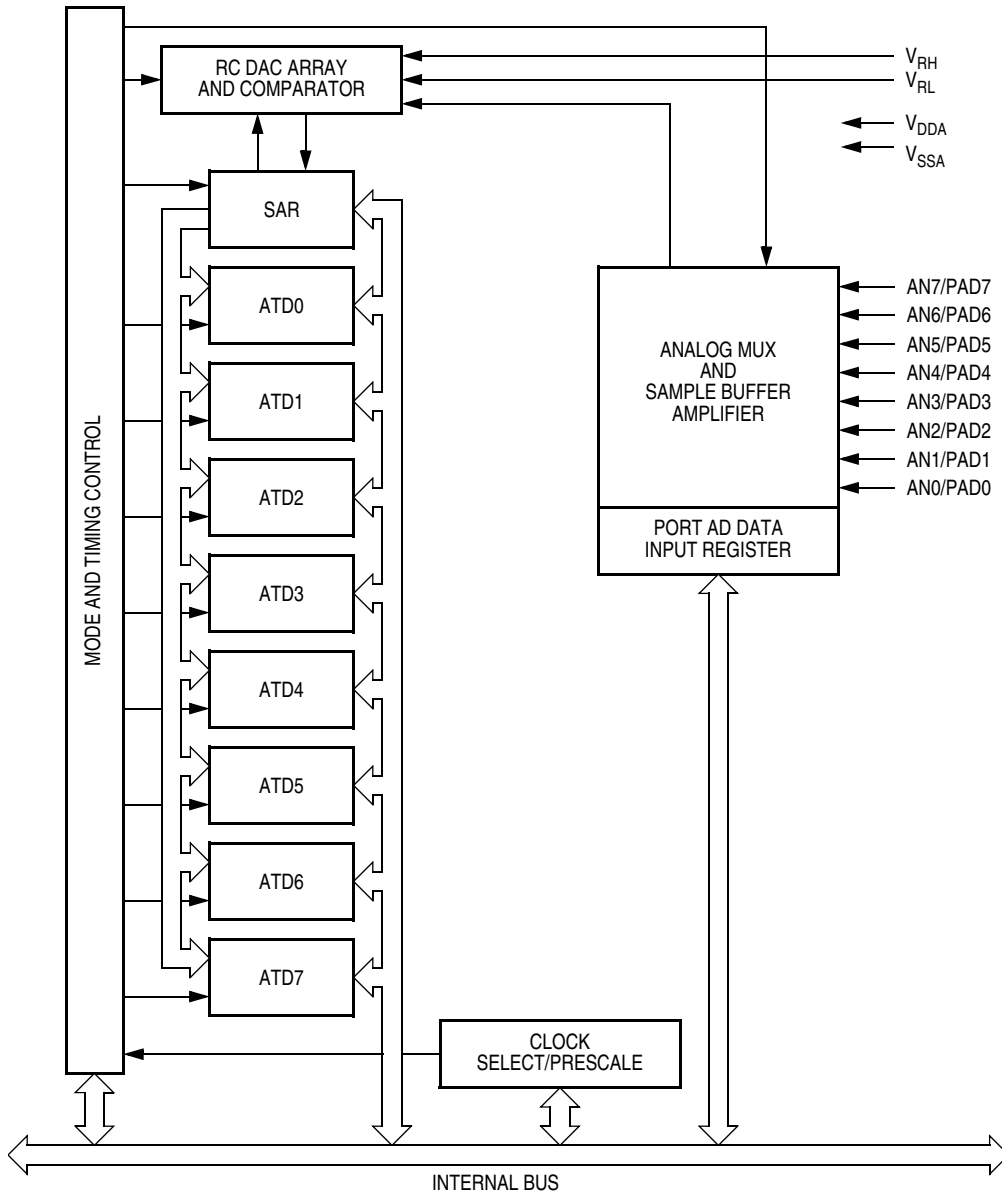 RC DAC ARRAY
AND COMPARATOR
V_RH
V_RL
V_DDA
V_SSA
SAR
ATD0
ATD1
ATD2
ATD3
ATD4
ATD5
ATD6
ATD7
MODE AND TIMING CONTROL
ANALOG MUX
AND
SAMPLE BUFFER
AMPLIFIER
PORT AD DATA
INPUT REGISTER
AN7/PAD7
AN6/PAD6
AN5/PAD5
AN4/PAD4
AN3/PAD3
AN2/PAD2
AN1/PAD1
AN0/PAD0
CLOCK
SELECT/PRESCALE
INTERNAL BUS